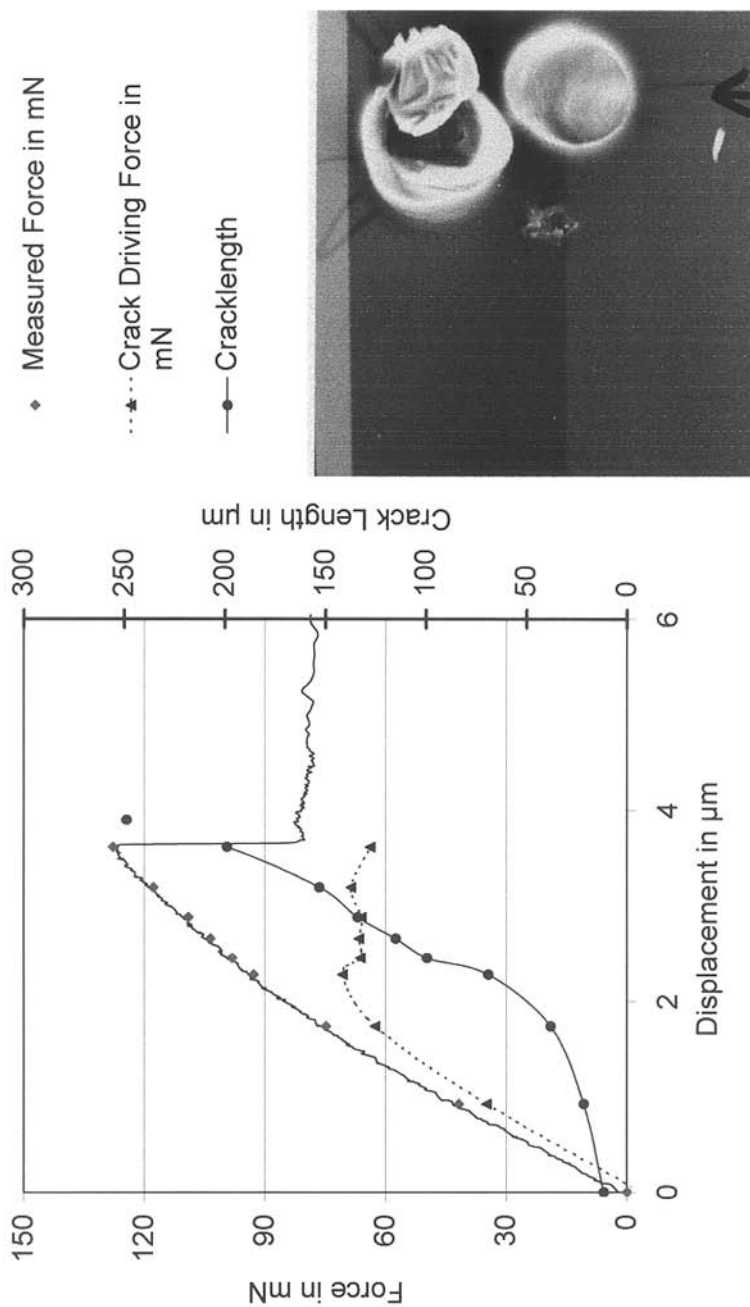 Force in mN
150
120
90
60
30
0
0
2
4
6
Displacement in µm
300
250
200
150
100
50
0
Crack Length in µm
Measured Force in mN
Crack Driving Force in
mN
Cracklength